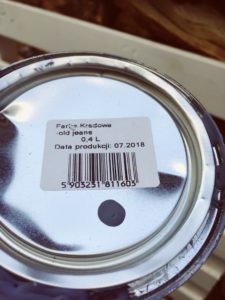 Farba Kredowa
old jeans
0,4 L
Data produkcji: 07.2018
5 903231 811603